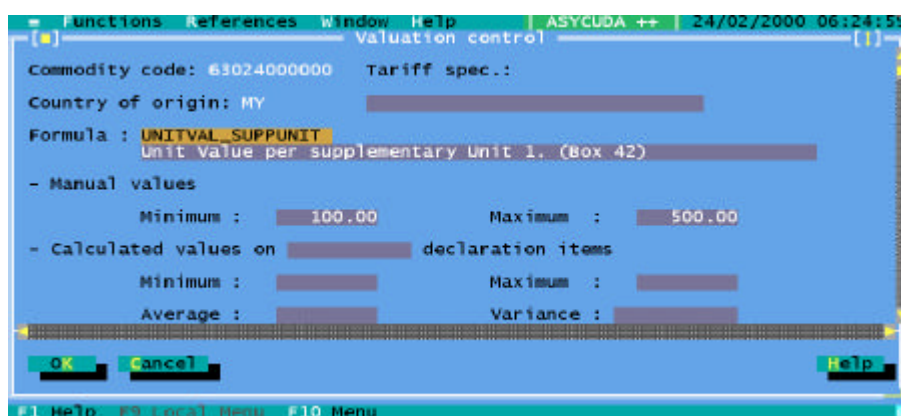 ≡ Functions References Window Help | ASYCUDA ++ | 24/02/2000 06:24:5
[■] Valuation control [↑]
Commodity code: 63024000000 Tariff spec.:
Country of origin: MY
Formula : UNITVAL_SUPPUNIT
Unit Value per supplementary Unit 1. (Box 42)
- Manual values
Minimum : 100.00 Maximum : 500.00
- Calculated values on declaration items
Minimum : Maximum :
Average : Variance :
OK Cancel Help
F1 Help F9 Local Menu F10 Menu